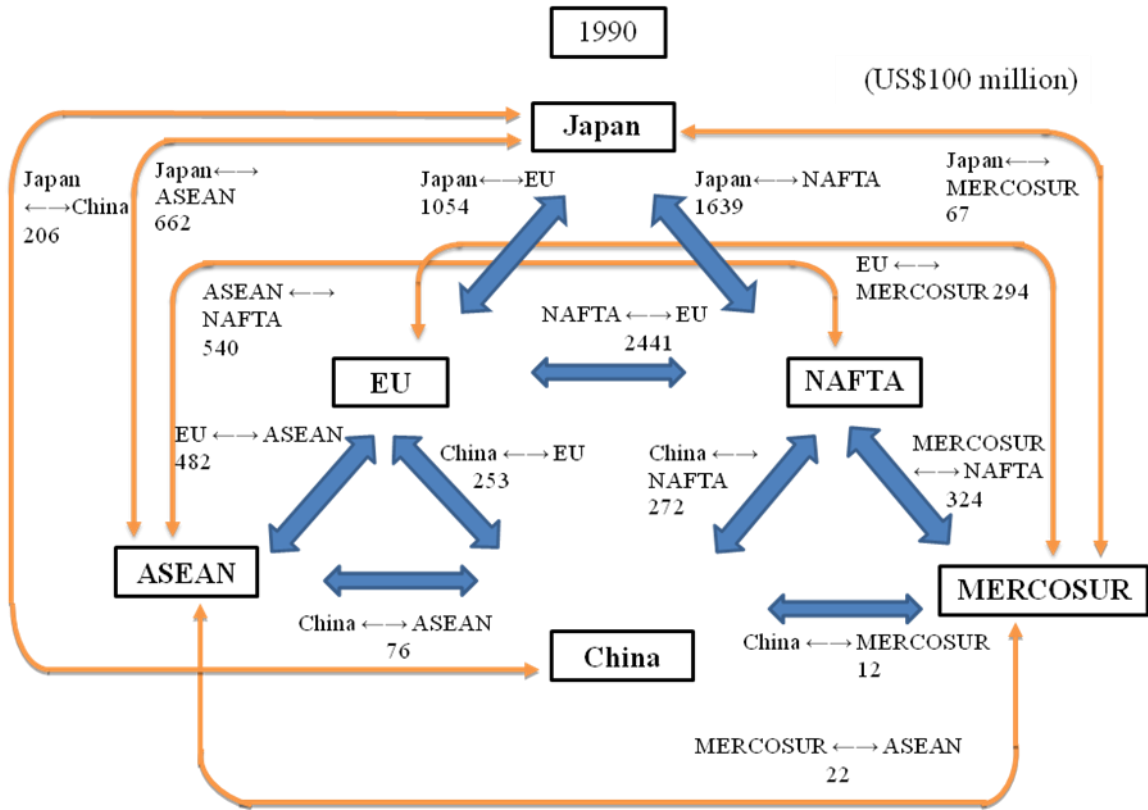 1990
(US$100 million)
Japan
Japan
←→China
206
Japan←→
ASEAN
662
Japan←→EU
1054
Japan←→NAFTA
1639
Japan←→
MERCOSUR
67
ASEAN ←→
NAFTA
540
NAFTA ←→EU
2441
EU ←→
MERCOSUR 294
EU
NAFTA
EU ←→ASEAN
482
China←→EU
253
China←→
NAFTA
272
MERCOSUR
←→NAFTA
324
ASEAN
MERCOSUR
China ←→ASEAN
76
China
China ←→MERCOSUR
12
MERCOSUR ←→ASEAN
22